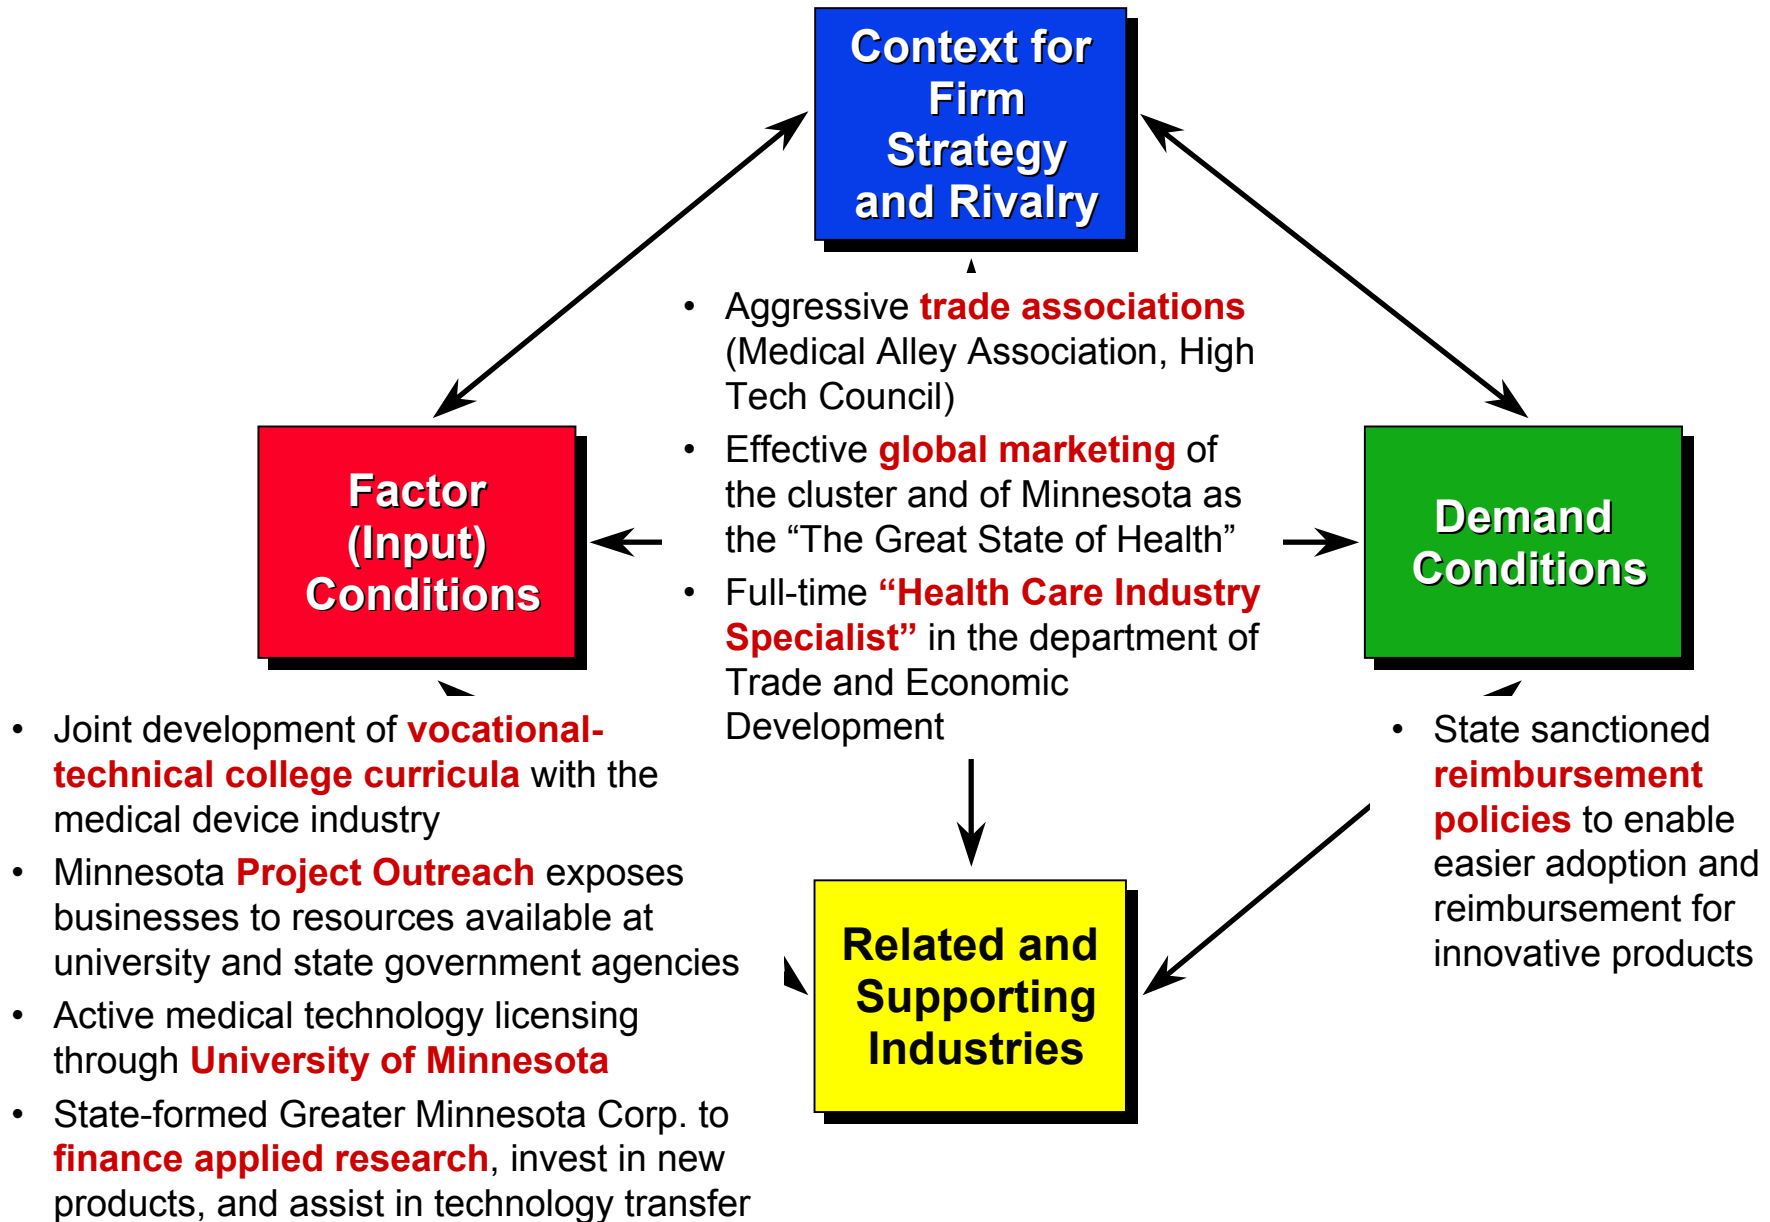 Context for
Firm
Strategy
and Rivalry
• Aggressive trade associations
(Medical Alley Association, High
Tech Council)
• Effective global marketing of
the cluster and of Minnesota as
the “The Great State of Health”
• Full-time “Health Care Industry
Specialist” in the department of
Trade and Economic
Development
Factor
(Input)
Conditions
Demand
Conditions
• Joint development of vocational-
technical college curricula with the
medical device industry
• Minnesota Project Outreach exposes
businesses to resources available at
university and state government agencies
• Active medical technology licensing
through University of Minnesota
• State-formed Greater Minnesota Corp. to
finance applied research, invest in new
products, and assist in technology transfer
• State sanctioned
reimbursement
policies to enable
easier adoption and
reimbursement for
innovative products
Related and
Supporting
Industries